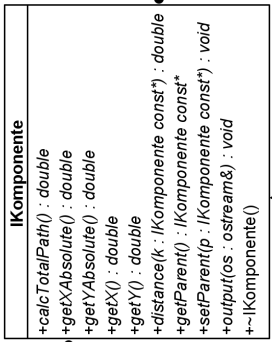 IKomponente
+calcTotalPath() : double
+getXAbsolute() : double
+getYAbsolute() : double
+getX() : double
+getY() : double
+distance(k : IKomponente const*) : double
+getParent() : IKomponente const*
+setParent(p : IKomponente const*) : void
+output(os : ostream&) : void
+~IKomponente()